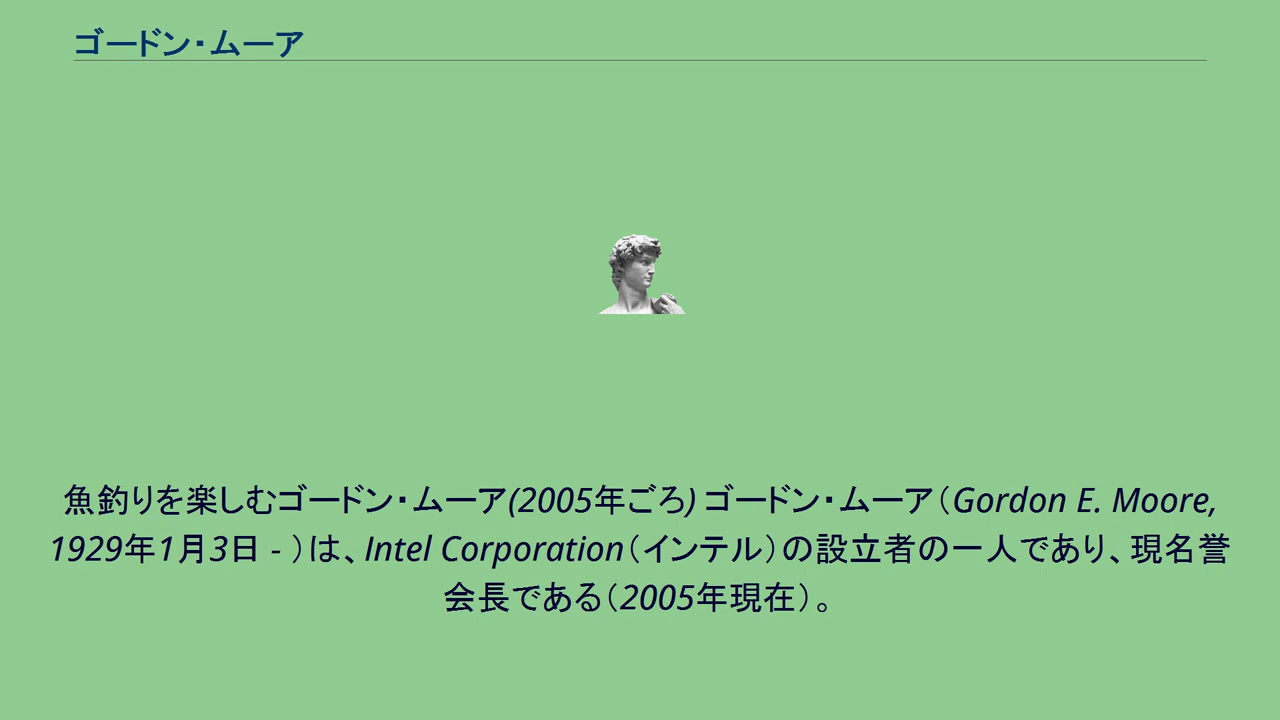 ゴードン・ムーア
魚釣りを楽しむゴードン・ムーア(2005年ごろ) ゴードン・ムーア（Gordon E. Moore,
1929年1月3日 - ）は、Intel Corporation（インテル）の設立者の一人であり、現名誉
会長である（2005年現在）。